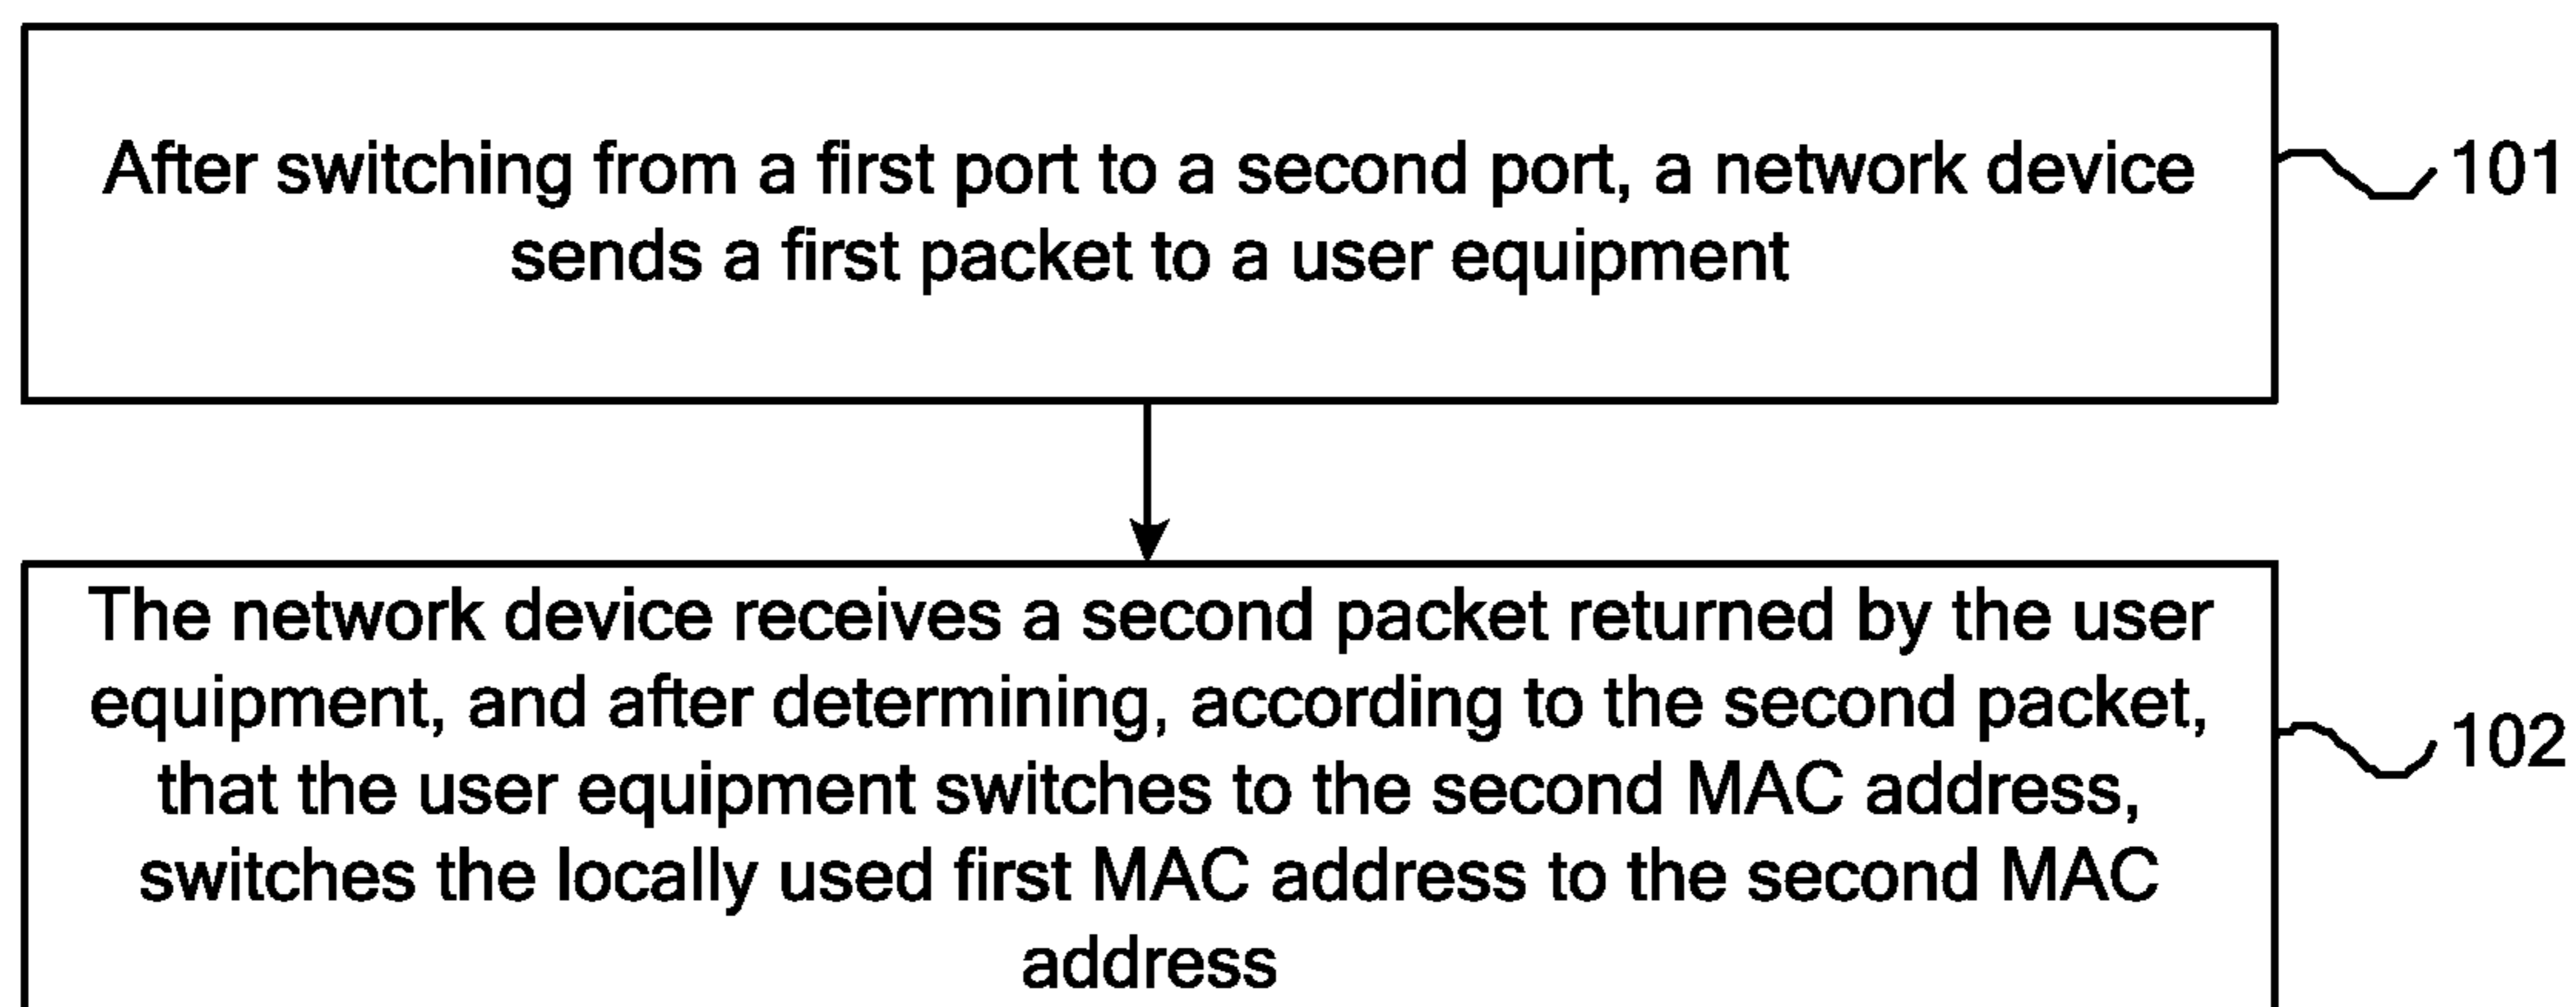 After switching from a first port to a second port, a network device
sends a first packet to a user equipment
101
The network device receives a second packet returned by the user
equipment, and after determining, according to the second packet,
that the user equipment switches to the second MAC address,
switches the locally used first MAC address to the second MAC
address
102